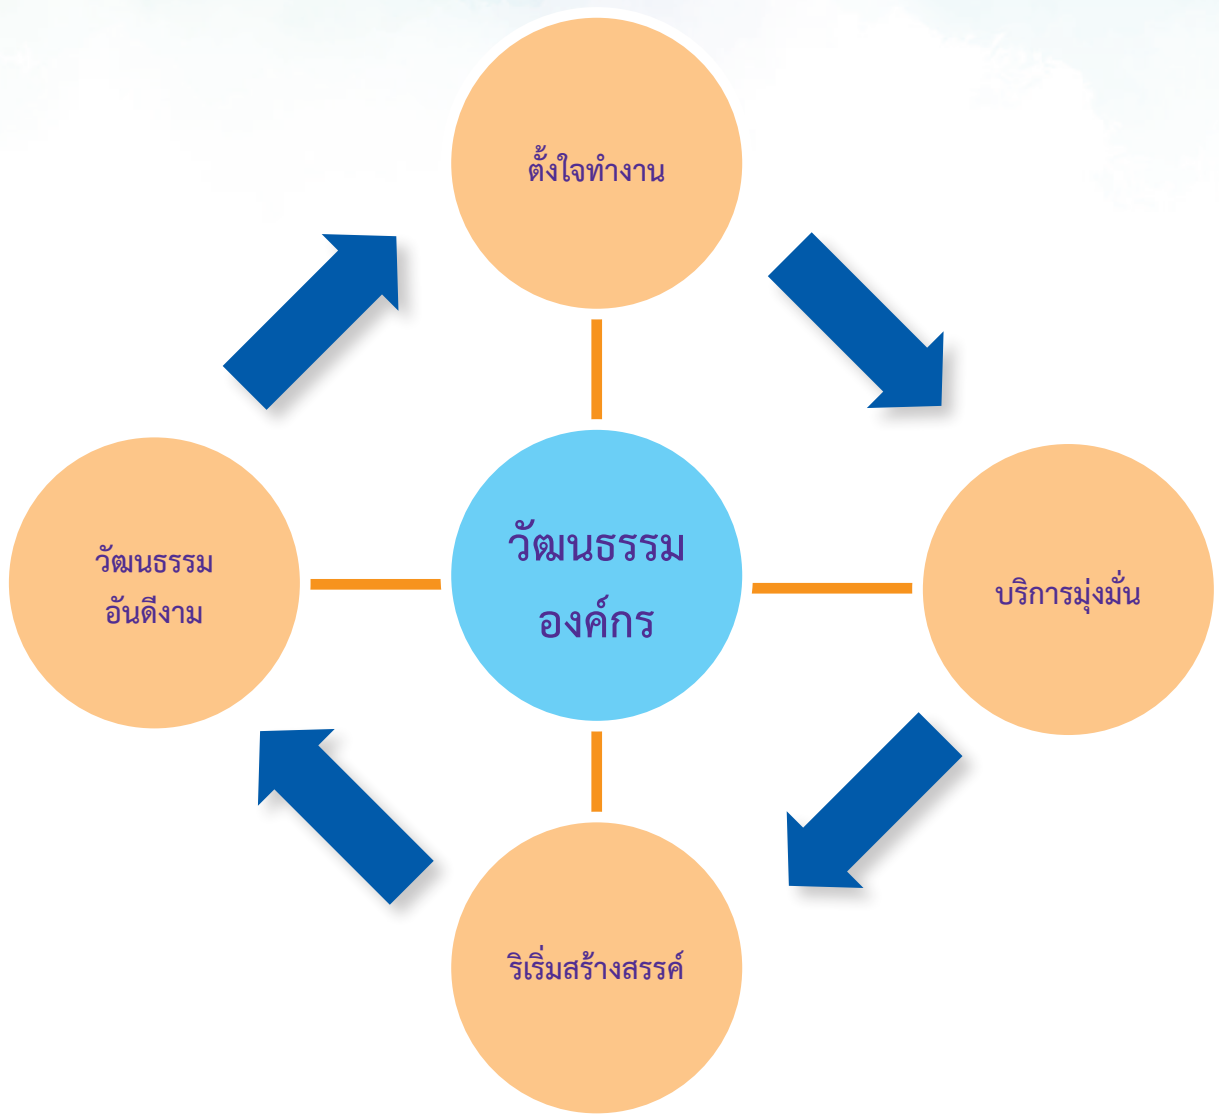 ตั้งใจทำงาน
วัฒนธรรม
องค์กร
วัฒนธรรม
อันดีงาม
บริการมุ่งมั่น
ริเริ่มสร้างสรรค์